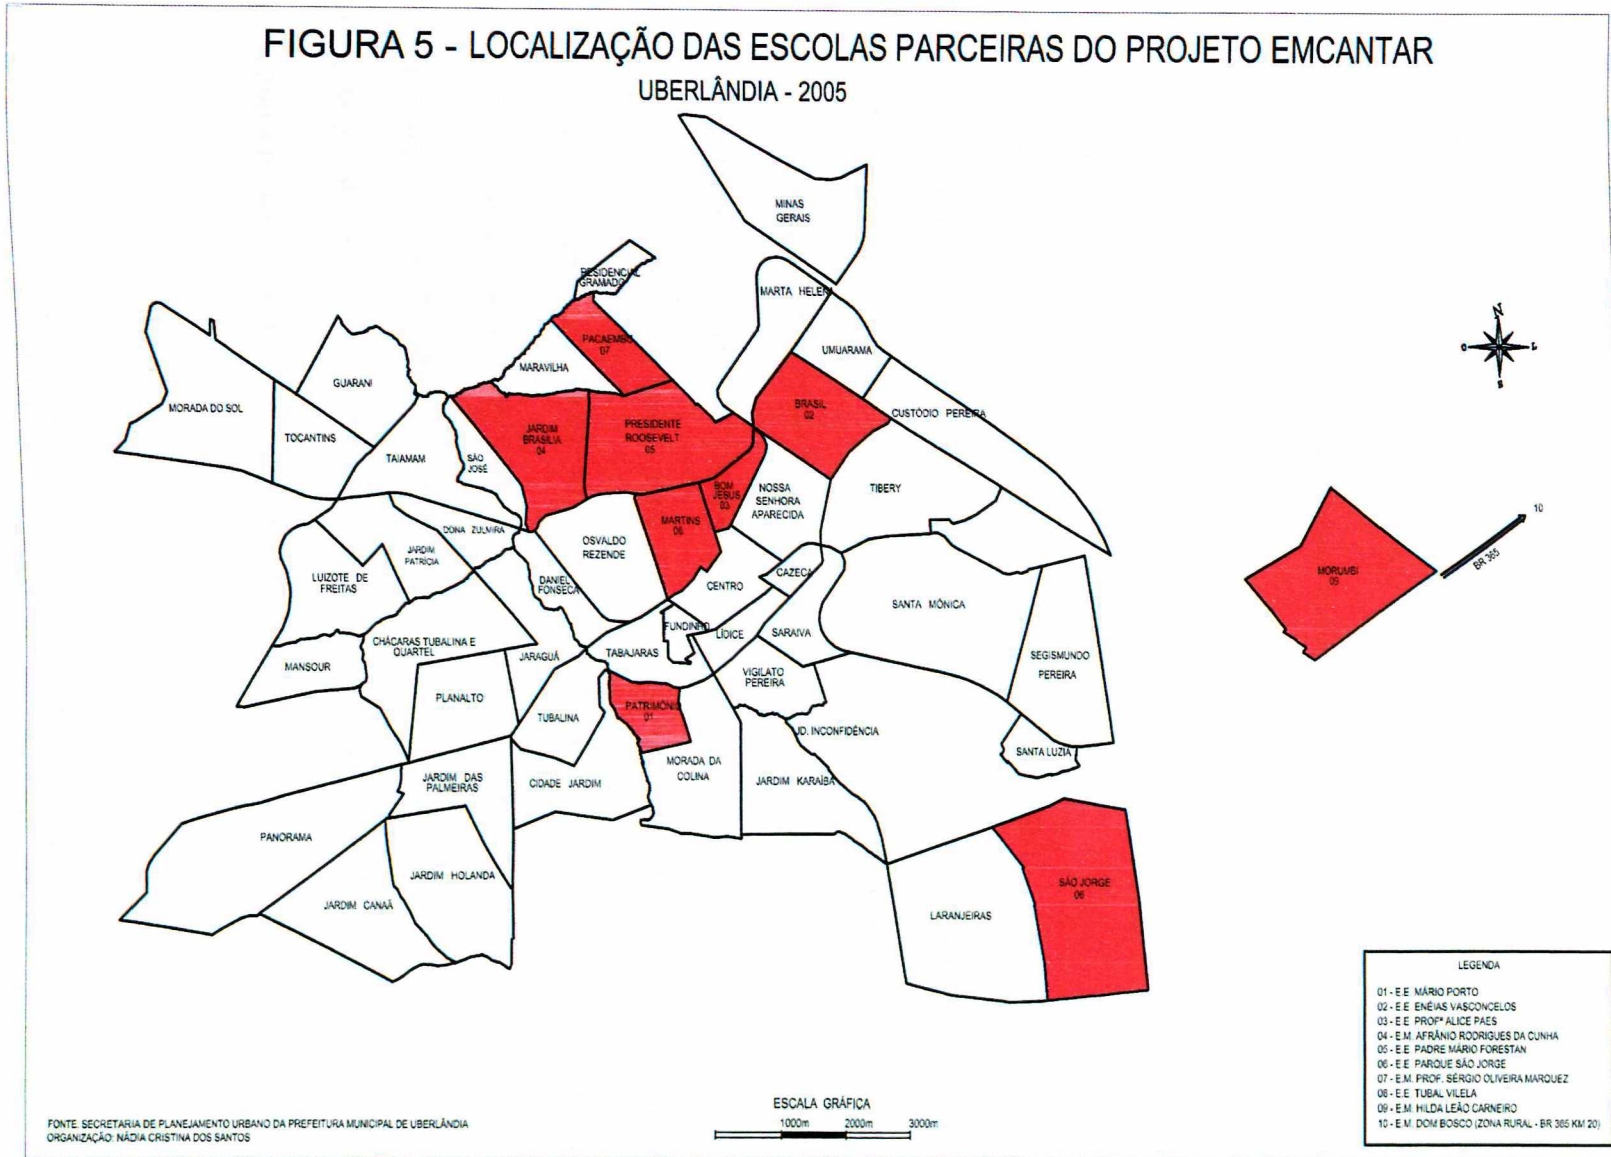 FIGURA 5 - LOCALIZAÇÃO DAS ESCOLAS PARCEIRAS DO PROJETO EMCANTAR
UBERLÂNDIA - 2005
MINAS
GERAIS
RESIDENCIAL
GRAMADO
MARTA HELENA
N
O
L
S
PACAEMBÚ
07
MARAVILHA
UMUARAMA
GUARANI
MORADA DO SOL
TOCANTINS
TAIAMAM
SÃO
JOSÉ
JARDIM
BRASÍLIA
04
PRESIDENTE
ROOSEVELT
05
BRASIL
02
CUSTÓDIO PEREIRA
BOM
JESUS
03
NOSSA
SENHORA
APARECIDA
TIBERY
10
BR 365
MORUMBI
09
DONA ZULMIRA
MARTINS
08
OSVALDO
REZENDE
JARDIM
PATRÍCIA
LUIZOTE DE
FREITAS
DANIEL
FONSECA
CENTRO
CAZECA
SANTA MÔNICA
FUNDINHO
LÍDICE
SARAIVA
CHÁCARAS TUBALINA E
QUARTEL
JARAGUÁ
TABAJARAS
MANSOUR
VIGILATO
PEREIRA
SEGISMUNDO
PEREIRA
PLANALTO
TUBALINA
PATRIMÔNIO
01
JD. INCONFIDÊNCIA
SANTA LUZIA
MORADA DA
COLINA
JARDIM KARAÍBA
JARDIM DAS
PALMEIRAS
CIDADE JARDIM
PANORAMA
JARDIM HOLANDA
JARDIM CANAÃ
LARANJEIRAS
SÃO JORGE
06
LEGENDA
01 - E.E MÁRIO PORTO
02 - E.E ENÉIAS VASCONCELOS
03 - E.E PROFª ALICE PAES
04 - E.M. AFRÂNIO RODRIGUES DA CUNHA
05 - E.E PADRE MÁRIO FORESTAN
06 - E.E PARQUE SÃO JORGE
07 - E.M. PROF. SÉRGIO OLIVEIRA MARQUEZ
08 - E.E TUBAL VILELA
09 - E.M. HILDA LEÃO CARNEIRO
10 - E.M. DOM BOSCO (ZONA RURAL - BR 365 KM 20)
ESCALA GRÁFICA
1000m 2000m 3000m
FONTE: SECRETARIA DE PLANEJAMENTO URBANO DA PREFEITURA MUNICIPAL DE UBERLÂNDIA
ORGANIZAÇÃO: NÁDIA CRISTINA DOS SANTOS